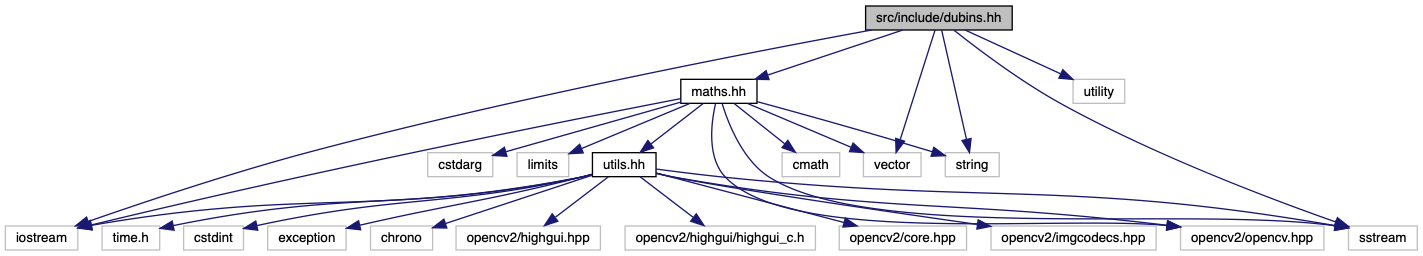 src/include/dubins.hh
maths.hh
utility
cstdarg
limits
utils.hh
cmath
vector
string
iostream
time.h
cstdint
exception
chrono
opencv2/highgui.hpp
opencv2/highgui/highgui_c.h
opencv2/core.hpp
opencv2/imgcodecs.hpp
opencv2/opencv.hpp
sstream